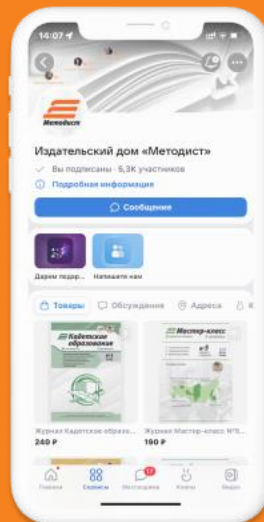 14:07
Методист
Издательский дом «Методист»
Вы подписаны · 5,3K участников
Подробная информация
Сообщение
Дарим подар... Напишите нам
Товары Обсуждения Адреса
Кадетское образование
Мастер-класс
Журнал Кадетское образо...
Журнал Мастер-класс
240 ₽
190 ₽
Главная Сервисы Мессенджер Клипы Видео